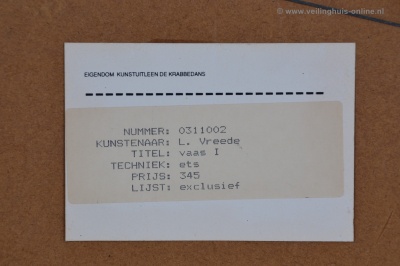 © www.veilinghuis-online.nl
EIGENDOM KUNSTUITLEEN DE KRABBEDANS
NUMMER: 0311002
KUNSTENAAR: L. Vreede
TITEL: vaas I
TECHNIEK: ets
PRIJS: 345
LIJST: exclusief